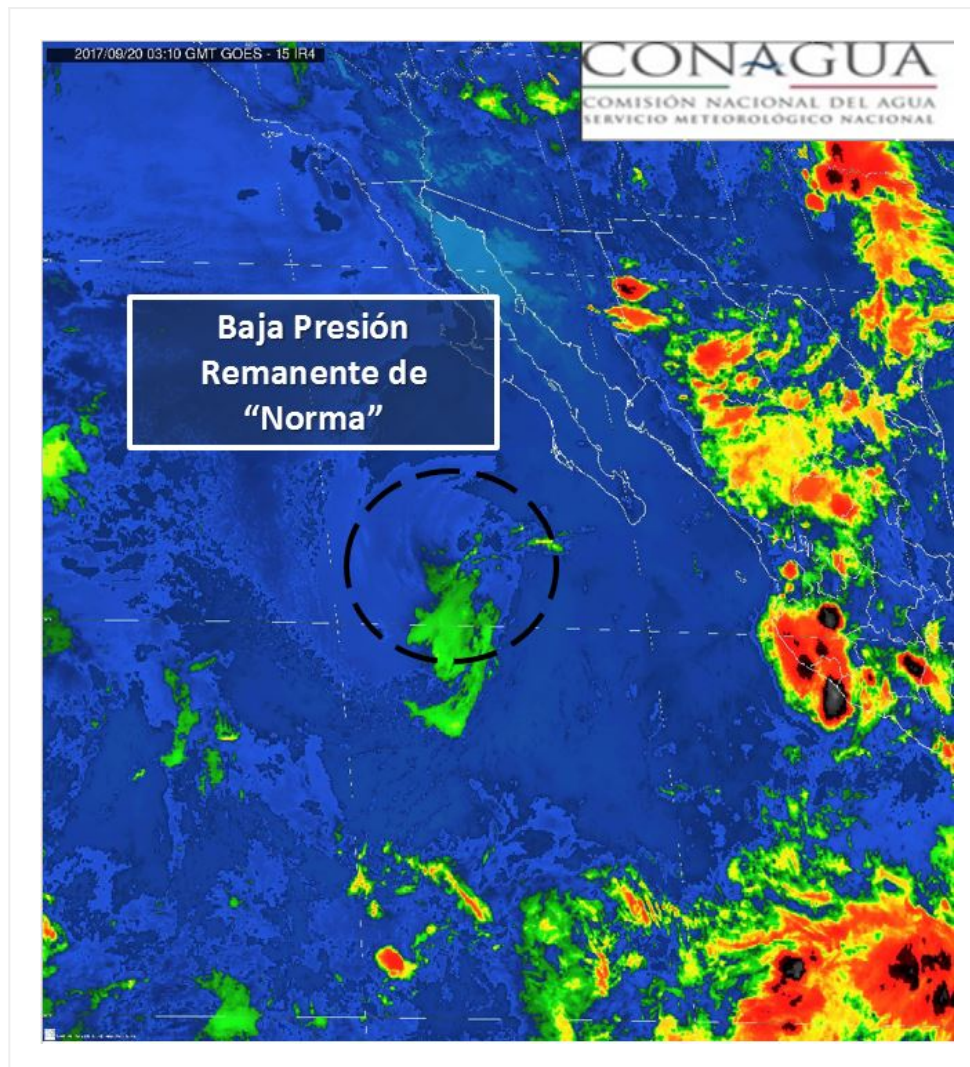 2017/09/20 03:10 GMT GOES - 15 IR4
CONAGUA
COMISIÓN NACIONAL DEL AGUA
SERVICIO METEOROLÓGICO NACIONAL
Baja Presión
Remanente de
“Norma”